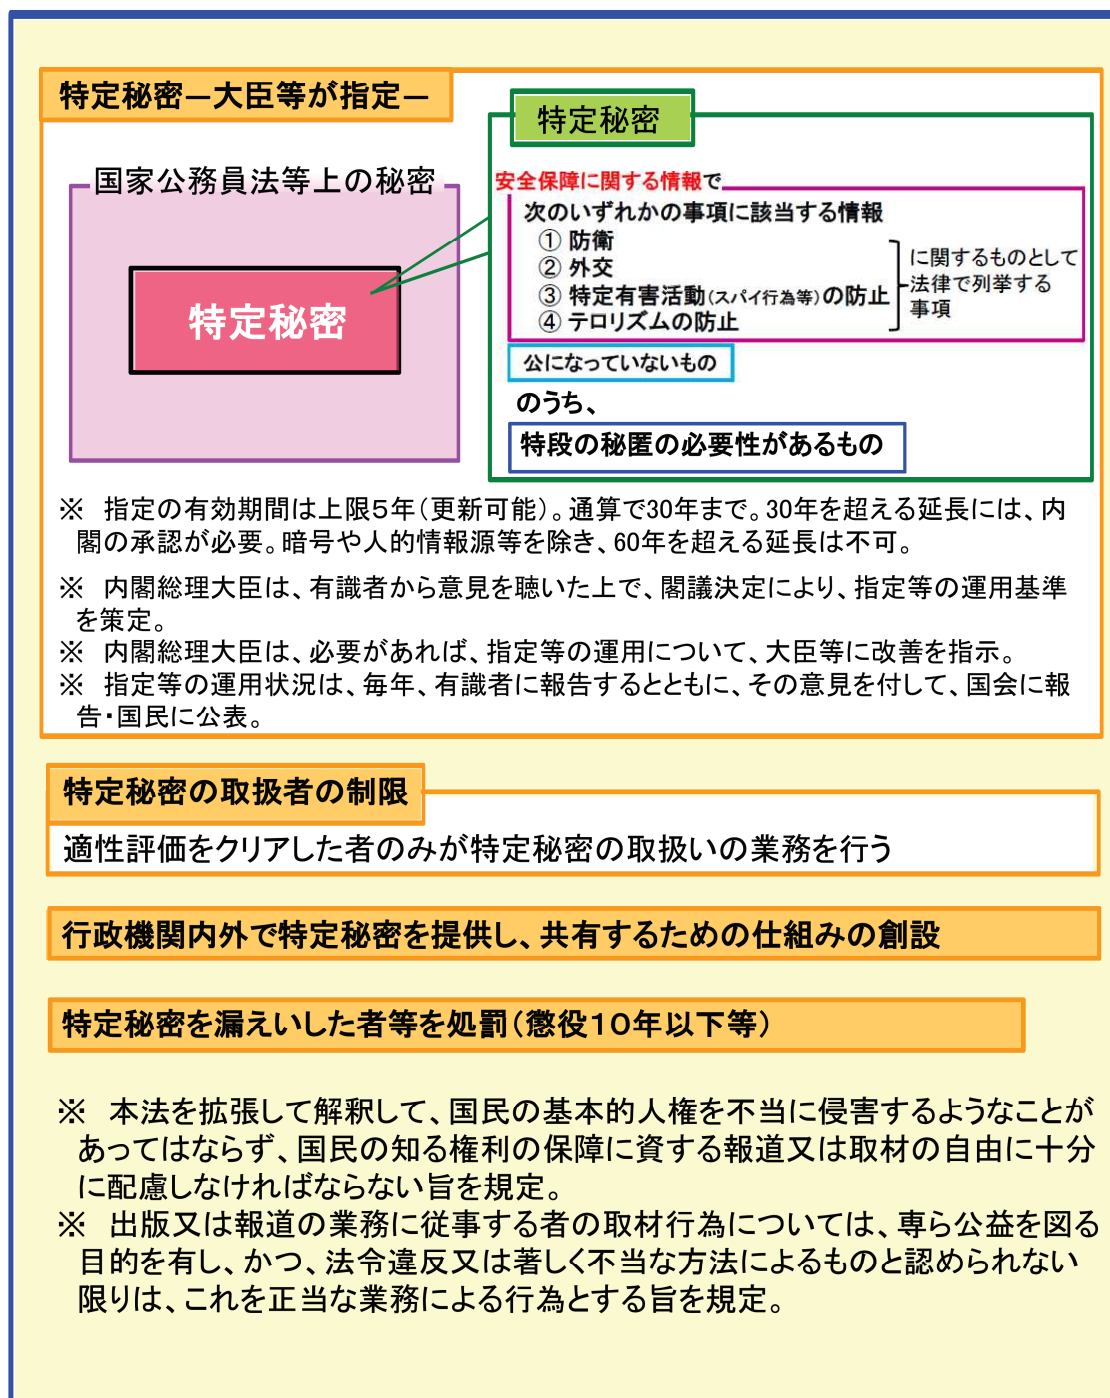 特定秘密―大臣等が指定―
国家公務員法等上の秘密
特定秘密
特定秘密
安全保障に関する情報で
次のいずれかの事項に該当する情報
① 防衛
② 外交
③ 特定有害活動(スパイ行為等)の防止
④ テロリズムの防止
に関するものとして
法律で列挙する
事項
公になっていないもの
のうち、
特段の秘匿の必要性があるもの
※　指定の有効期間は上限5年(更新可能)。通算で30年まで。30年を超える延長には、内
閣の承認が必要。暗号や人的情報源等を除き、60年を超える延長は不可。
※　内閣総理大臣は、有識者から意見を聴いた上で、閣議決定により、指定等の運用基準
を策定。
※　内閣総理大臣は、必要があれば、指定等の運用について、大臣等に改善を指示。
※　指定等の運用状況は、毎年、有識者に報告するとともに、その意見を付して、国会に報
告・国民に公表。
特定秘密の取扱者の制限
適性評価をクリアした者のみが特定秘密の取扱いの業務を行う
行政機関内外で特定秘密を提供し、共有するための仕組みの創設
特定秘密を漏えいした者等を処罰(懲役10年以下等)
※　本法を拡張して解釈して、国民の基本的人権を不当に侵害するようなことが
あってはならず、国民の知る権利の保障に資する報道又は取材の自由に十分
に配慮しなければならない旨を規定。
※　出版又は報道の業務に従事する者の取材行為については、専ら公益を図る
目的を有し、かつ、法令違反又は著しく不当な方法によるものと認められない
限りは、これを正当な業務による行為とする旨を規定。